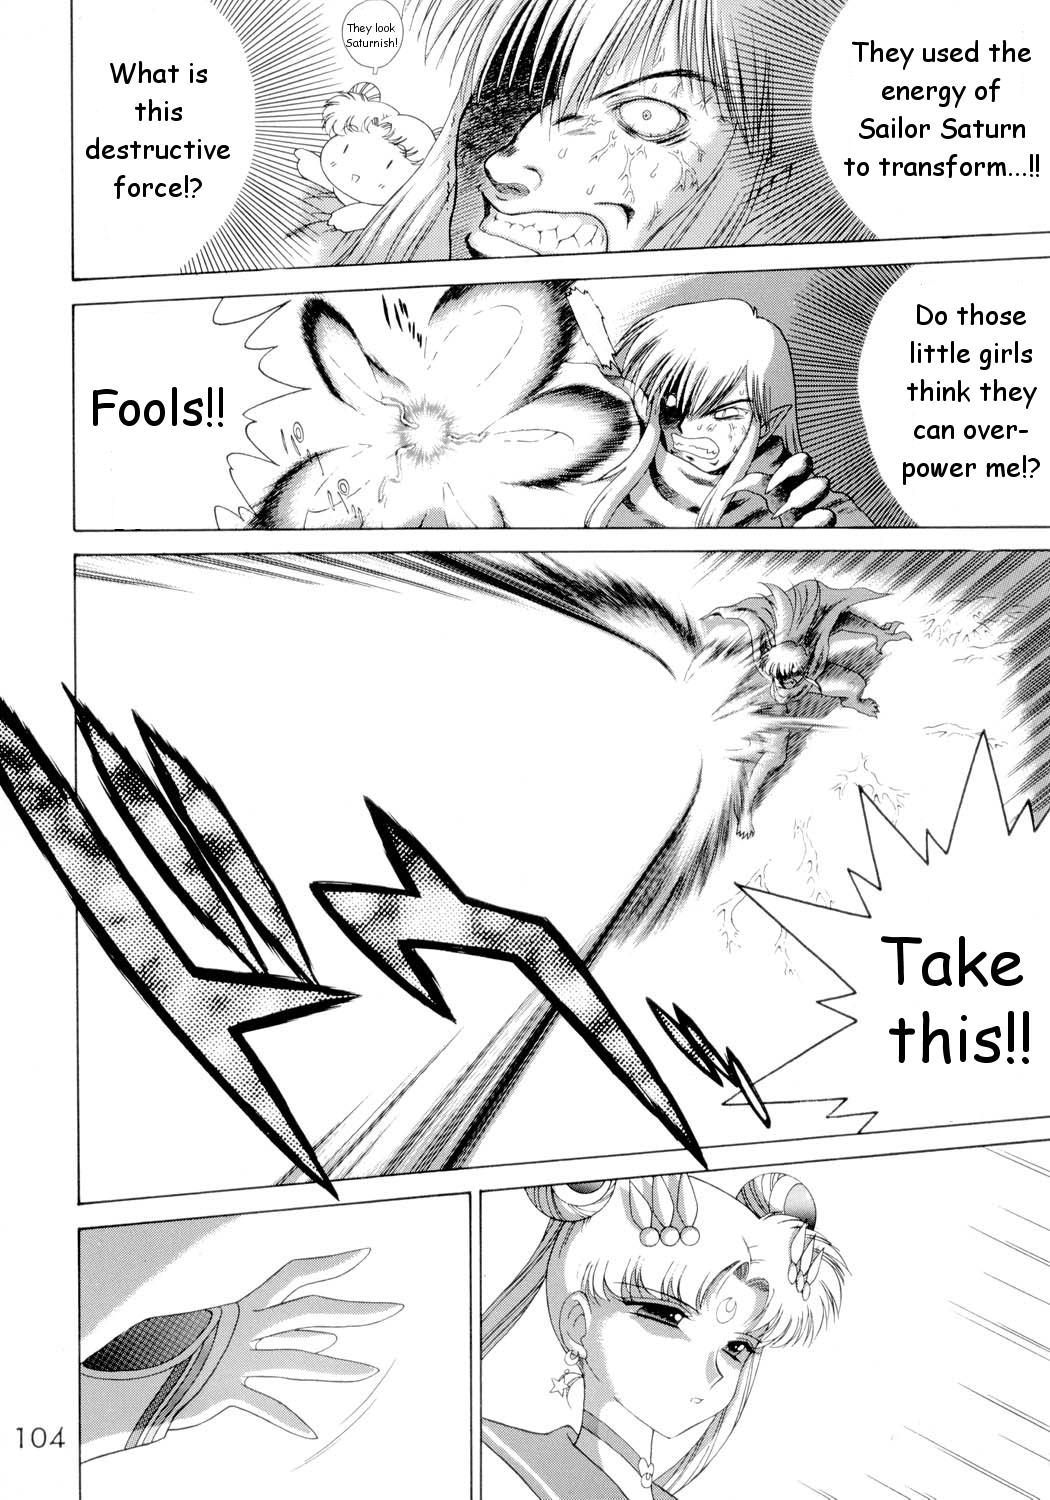 They used the
energy of
Sailor Saturn
to transform...!!
They look
Saturnish!
What is
this
destructive
force!?
Do those
little girls
think they
can over-
power me!?
Fools!!
Take
this!!
104